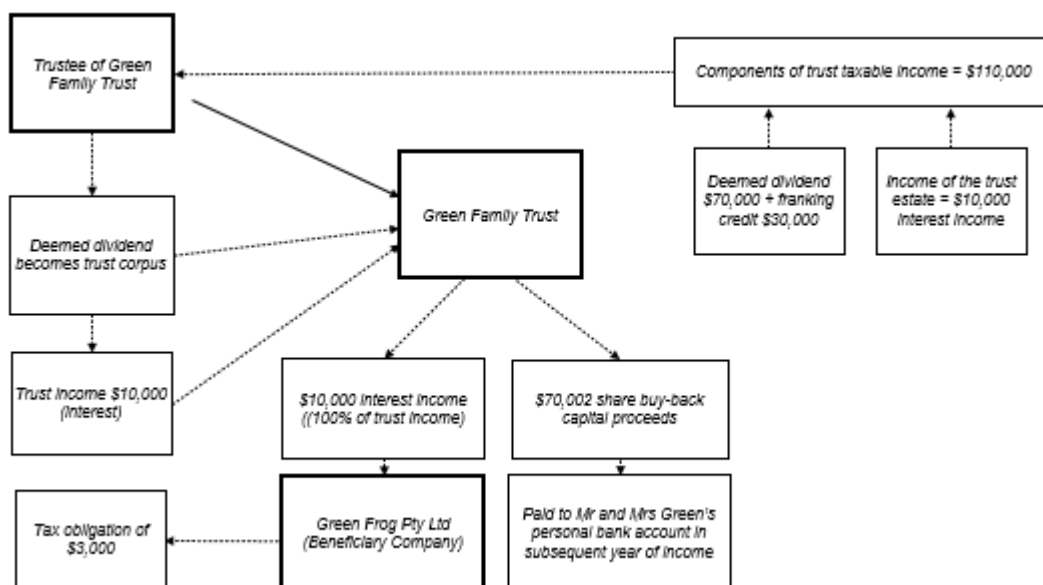 Trustee of Green
Family Trust
Components of trust taxable income = $110,000
Deemed dividend
$70,000 + franking
credit $30,000
Income of the trust
estate = $10,000
interest income
Green Family Trust
Deemed dividend
becomes trust corpus
Trust income $10,000
(interest)
$10,000 interest income
((100% of trust income)
$70,002 share buy-back
capital proceeds
Tax obligation of
$3,000
Green Frog Pty Ltd
(Beneficiary Company)
Paid to Mr and Mrs Green's
personal bank account in
subsequent year of income